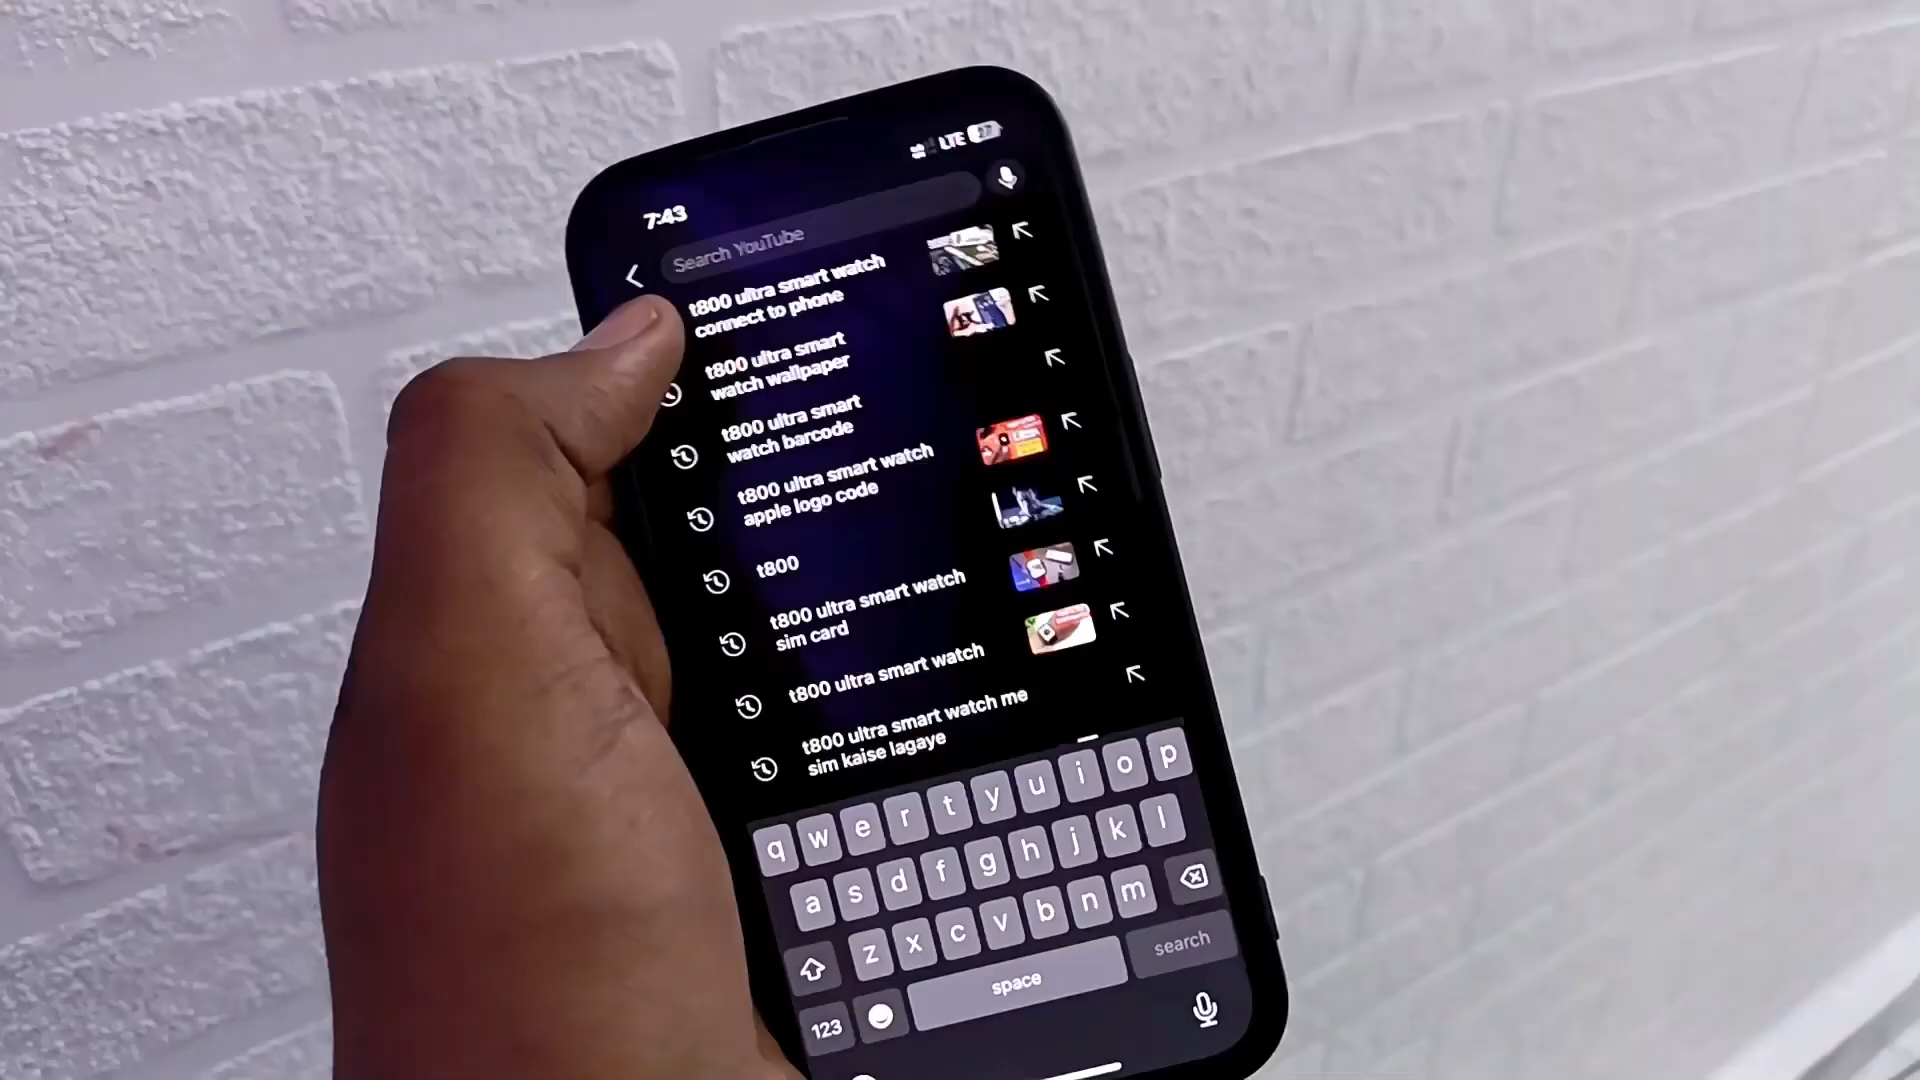 7:43
LTE 27
Search YouTube
t800 ultra smart watch
connect to phone
t800 ultra smart
watch wallpaper
t800 ultra smart
watch barcode
t800 ultra smart watch
apple logo code
t800
t800 ultra smart watch
sim card
t800 ultra smart watch
t800 ultra smart watch me
sim kaise lagaye
q w e r t y u i o p
a s d f g h j k l
z x c v b n m
123 space search